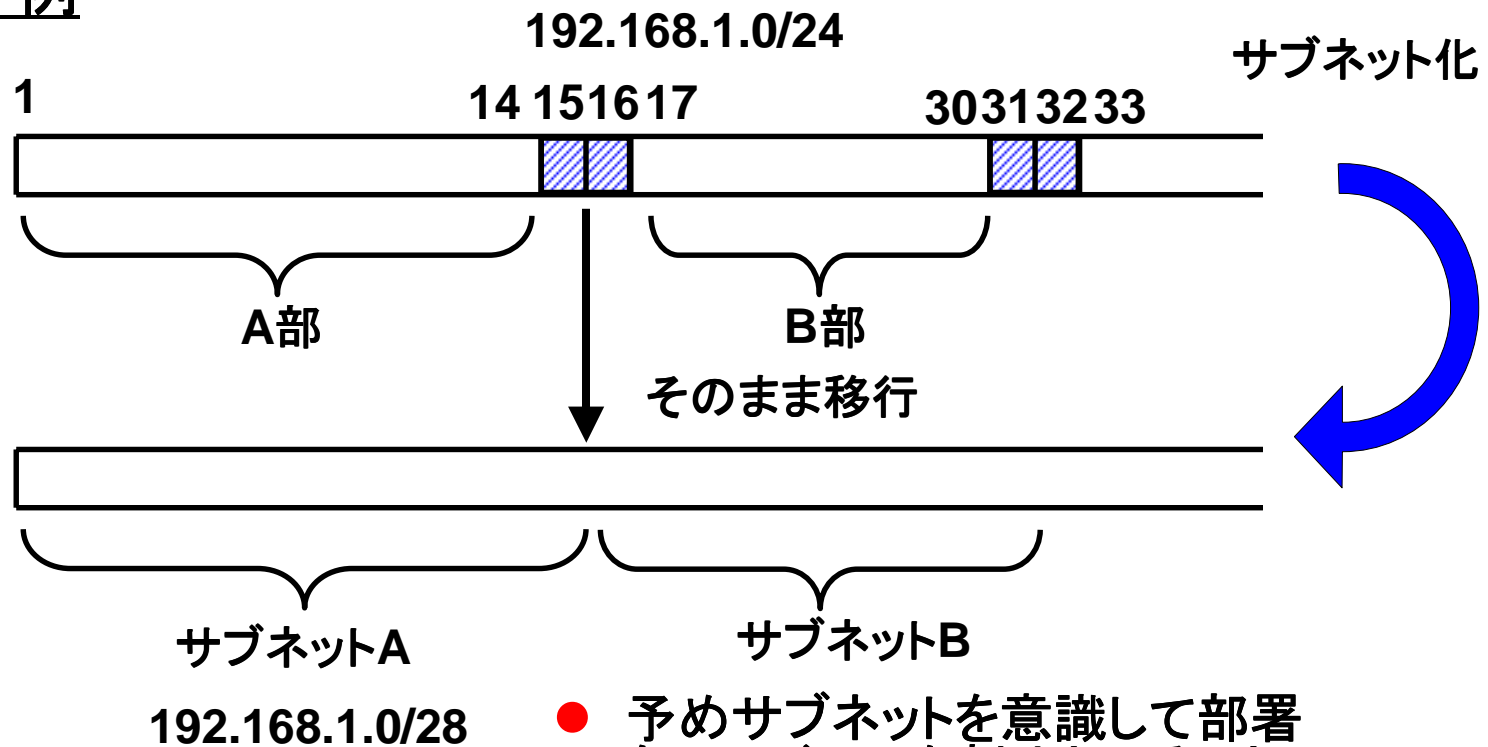 例
192.168.1.0/24
サブネット化
1 14 15 16 17 30 31 32 33
A部 B部
そのまま移行
サブネットA サブネットB
192.168.1.0/28
● 予めサブネットを意識して部署